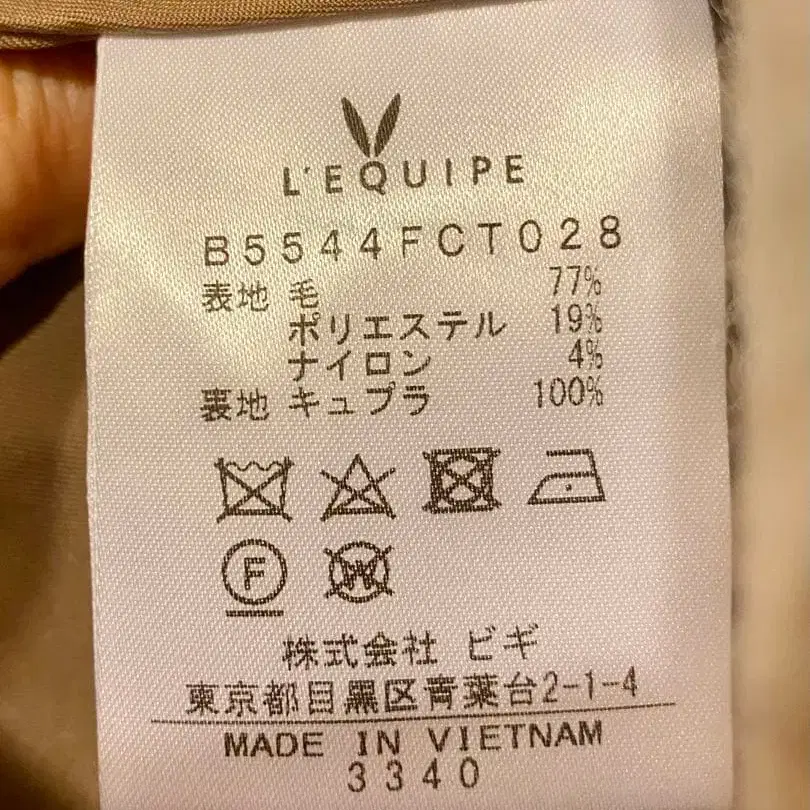 L'EQUIPE
B5544FCT028
表地 毛 77%
ポリエステル 19%
ナイロン 4%
裏地 キュプラ 100%
F
W
株式会社 ビギ
東京都目黒区青葉台2-1-4
MADE IN VIETNAM
3340